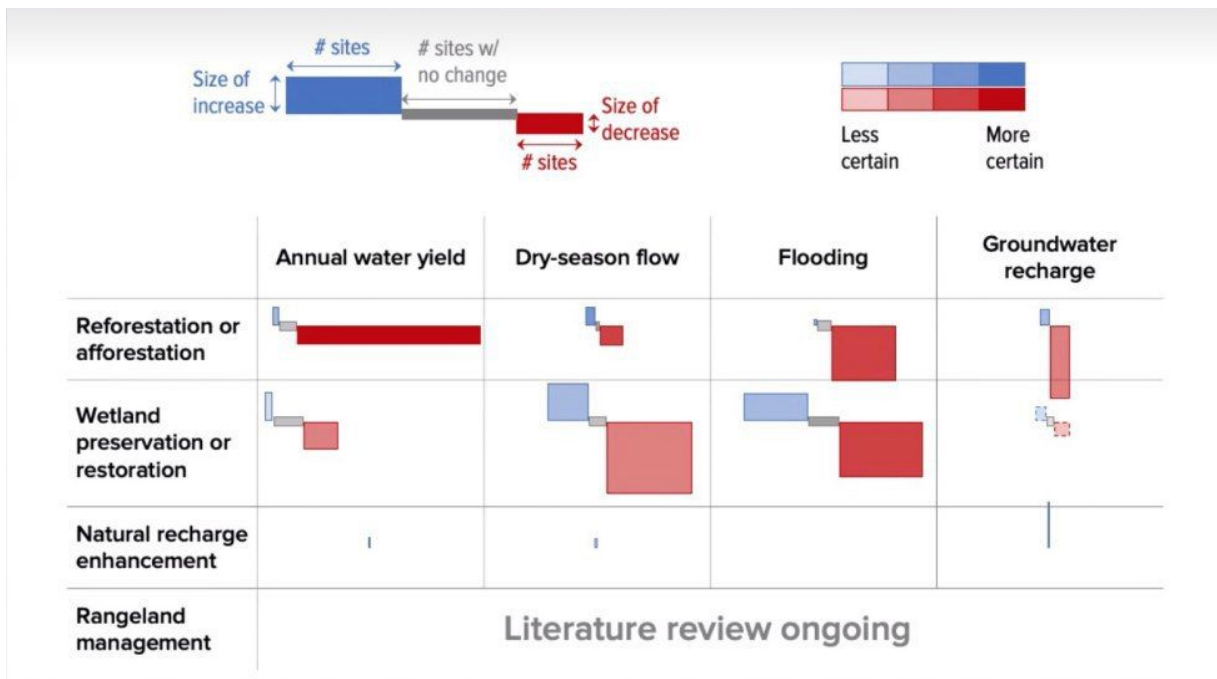 # sites
# sites w/
no change
Size of
increase
Size of
decrease
# sites
Less
certain
More
certain
Annual water yield
Dry-season flow
Flooding
Groundwater
recharge
Reforestation or
afforestation
Wetland
preservation or
restoration
Natural recharge
enhancement
Rangeland
management
Literature review ongoing